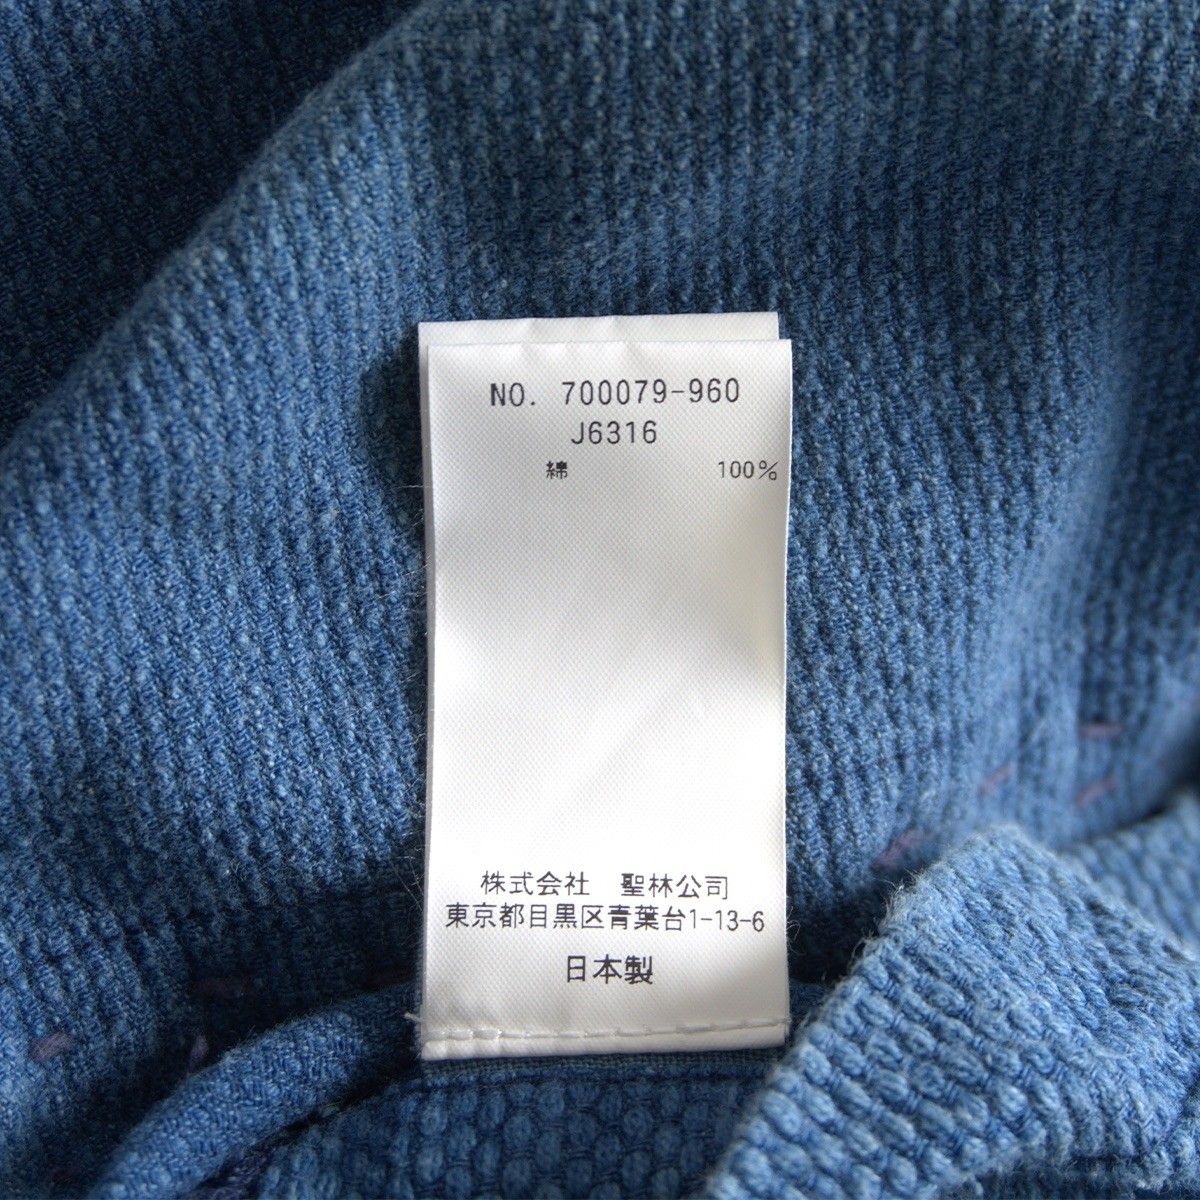 NO. 700079-960
J6316
綿 100%
株式会社 聖林公司
東京都目黒区青葉台1-13-6
日本製